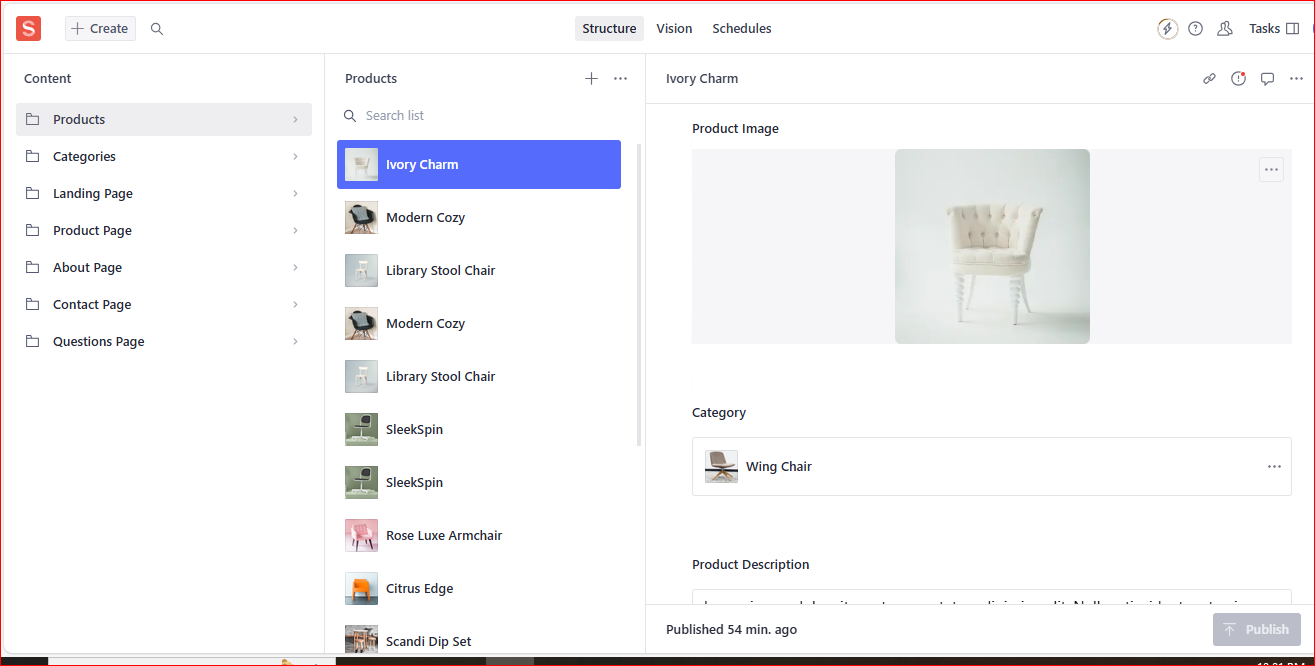 S
Create
Structure Vision Schedules
Tasks
Content
Products
Categories
Landing Page
Product Page
About Page
Contact Page
Questions Page
Products
Search list
Ivory Charm
Modern Cozy
Library Stool Chair
Modern Cozy
Library Stool Chair
SleekSpin
SleekSpin
Rose Luxe Armchair
Citrus Edge
Scandi Dip Set
Ivory Charm
Product Image
Category
Wing Chair
Product Description
Published 54 min. ago
Publish